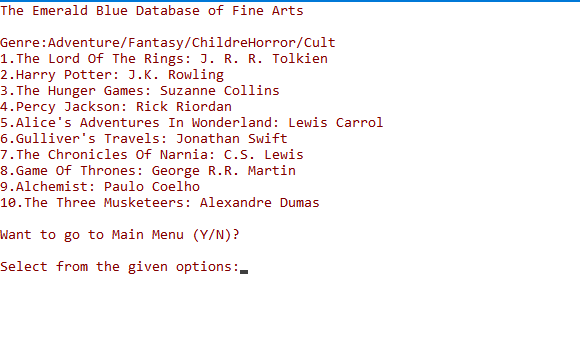 The Emerald Blue Database of Fine Arts
Genre:Adventure/Fantasy/ChildreHorror/Cult
1.The Lord Of The Rings: J. R. R. Tolkien
2.Harry Potter: J.K. Rowling
3.The Hunger Games: Suzanne Collins
4.Percy Jackson: Rick Riordan
5.Alice's Adventures In Wonderland: Lewis Carrol
6.Gulliver's Travels: Jonathan Swift
7.The Chronicles Of Narnia: C.S. Lewis
8.Game Of Thrones: George R.R. Martin
9.Alchemist: Paulo Coelho
10.The Three Musketeers: Alexandre Dumas
Want to go to Main Menu (Y/N)?
Select from the given options: